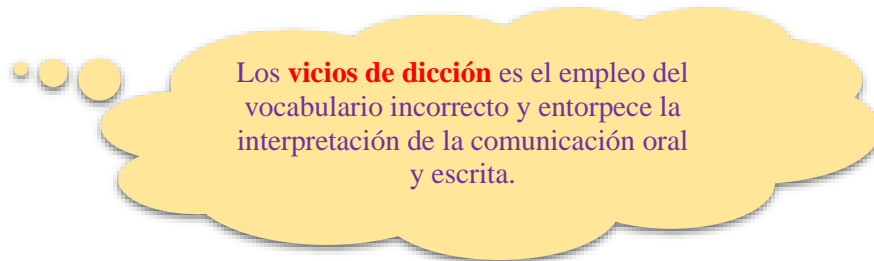 Los vicios de dicción es el empleo del
vocabulario incorrecto y entorpece la
interpretación de la comunicación oral
y escrita.